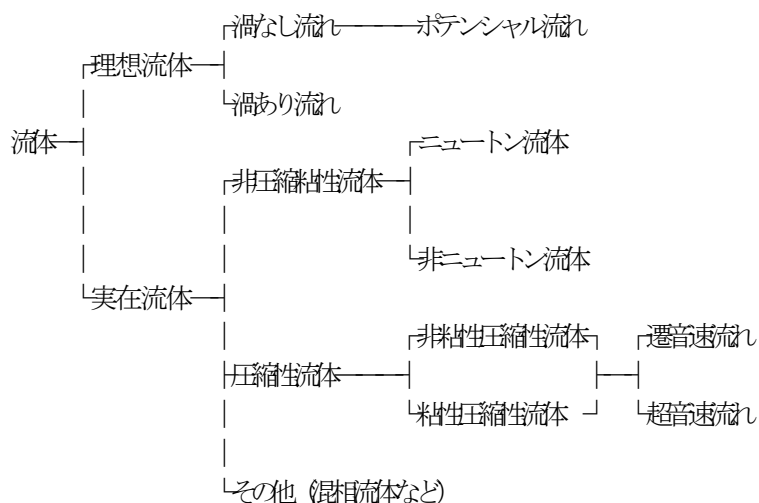 渦なし流れ ポテンシャル流れ
理想流体
渦あり流れ
流体 ニュートン流体
非圧縮粘性流体
非ニュートン流体
実在流体
非粘性圧縮性流体 遷音速流れ
圧縮性流体
粘性圧縮性流体 超音速流れ
その他（混相流体など）